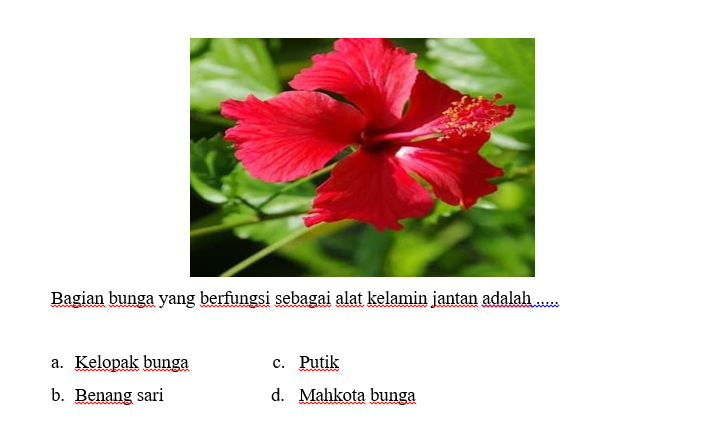 Bagian bunga yang berfungsi sebagai alat kelamin jantan adalah .....
a. Kelopak bunga c. Putik
b. Benang sari d. Mahkota bunga